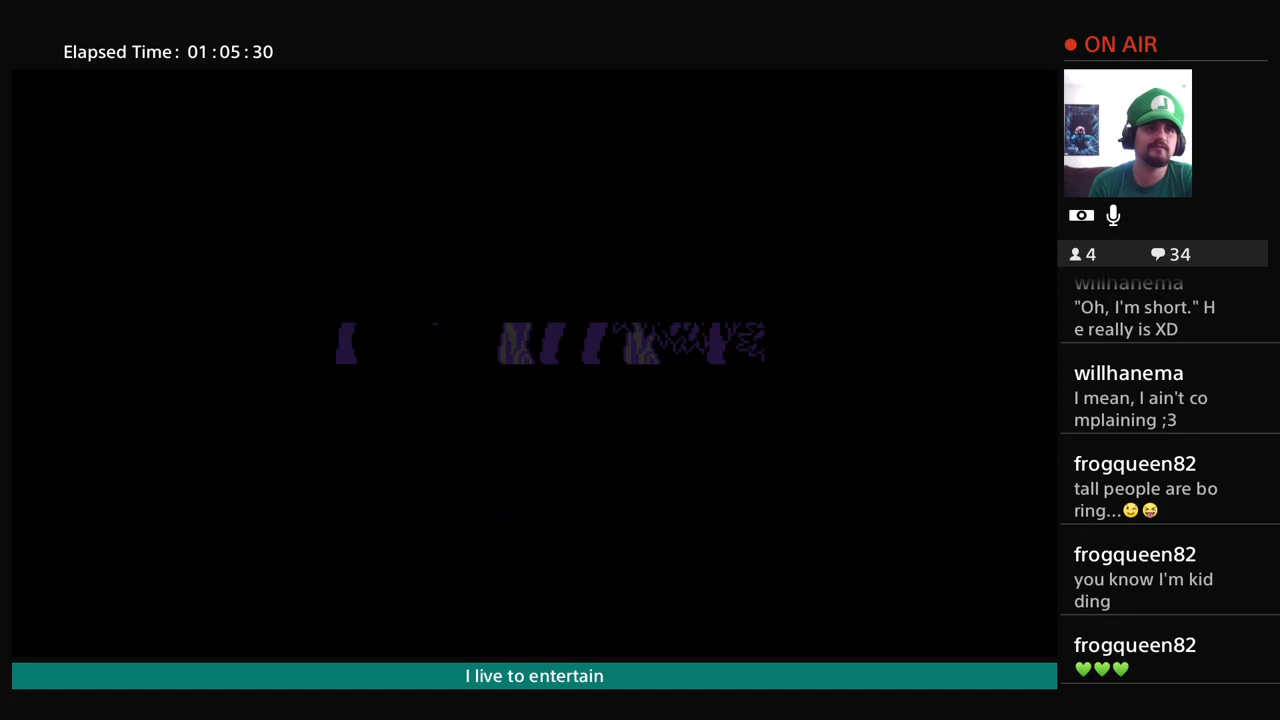 Elapsed Time: 01:05:30
ON AIR
4
34
willhanema
"Oh, I'm short." H
e really is XD
willhanema
I mean, I ain't co
mplaining ;3
frogqueen82
tall people are bo
ring...😉😝
frogqueen82
you know I'm kid
ding
frogqueen82
💚💚💚
I live to entertain